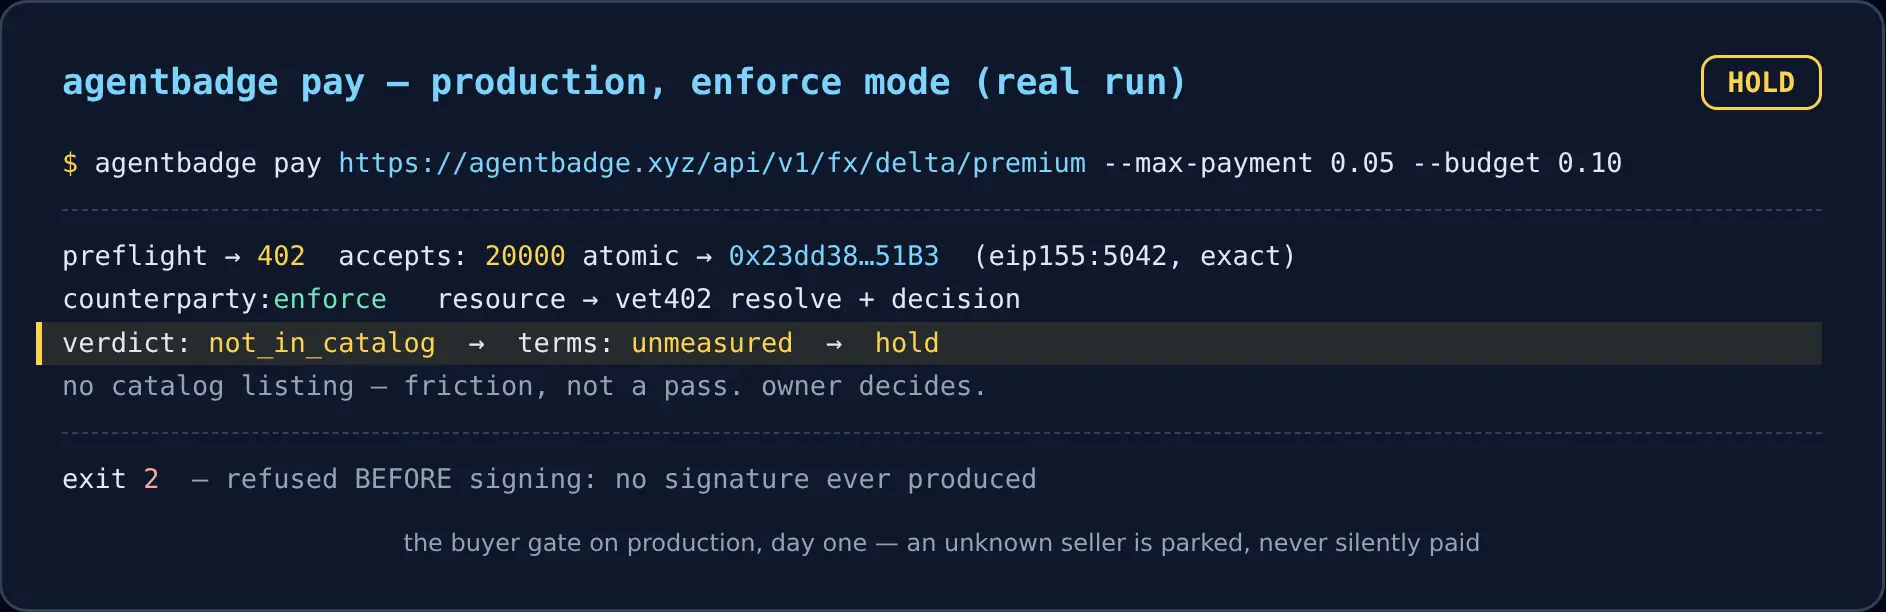 agentbadge pay — production, enforce mode (real run)
HOLD
$ agentbadge pay https://agentbadge.xyz/api/v1/fx/delta/premium --max-payment 0.05 --budget 0.10
preflight → 402 accepts: 20000 atomic → 0x23dd38…51B3 (eip155:5042, exact)
counterparty:enforce resource → vet402 resolve + decision
verdict: not_in_catalog → terms: unmeasured → hold
no catalog listing — friction, not a pass. owner decides.
exit 2 — refused BEFORE signing: no signature ever produced
the buyer gate on production, day one — an unknown seller is parked, never silently paid